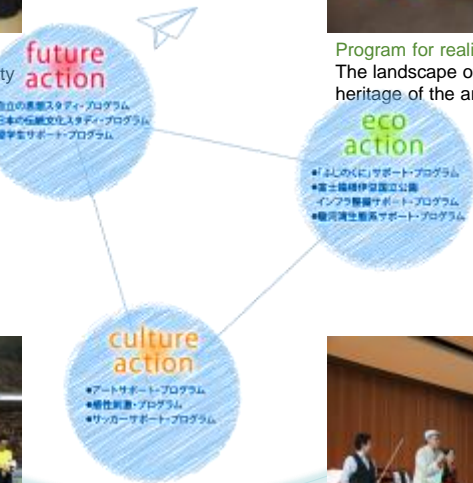 future
action
ty
自立の思想スタディ・プログラム
日本の伝統文化スタディ・プログラム
留学生サポート・プログラム
Program for reali
The landscape o
heritage of the a
eco
action
●「ふじのくに」サポート・プログラム
●富士箱根伊豆国立公園
インフラ整備サポート・プログラム
●駿河湾生態系サポート・プログラム
culture
action
●アートサポート・プログラム
●感性刺激・プログラム
●サッカーサポート・プログラム